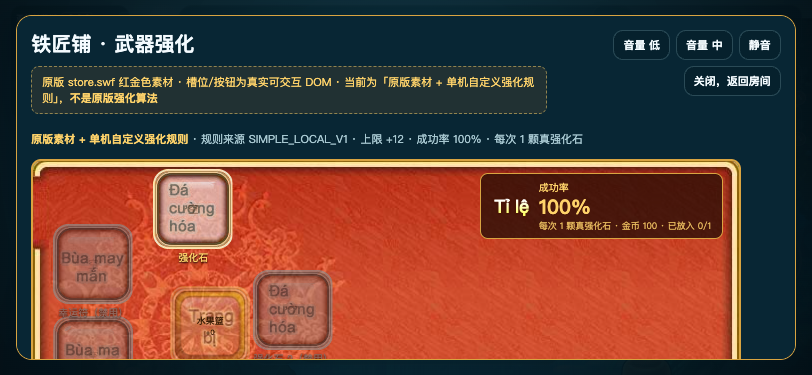 铁匠铺 · 武器强化
音量 低
音量 中
静音
关闭，返回房间
原版 store.swf 红金色素材 · 槽位/按钮为真实可交互 DOM · 当前为「原版素材 + 单机自定义强化规
则」，不是原版强化算法
原版素材 + 单机自定义强化规则 · 规则来源 SIMPLE_LOCAL_V1 · 上限 +12 · 成功率 100% · 每次 1 颗真强化石
Đá
cường
hóa
强化石
Tỉ lệ
成功率
100%
每次 1 颗真强化石 · 金币 100 · 已放入 0/1
Bùa may
mắn
Đá
cường
hóa
Trang
bị
水果篮
Bùa ma